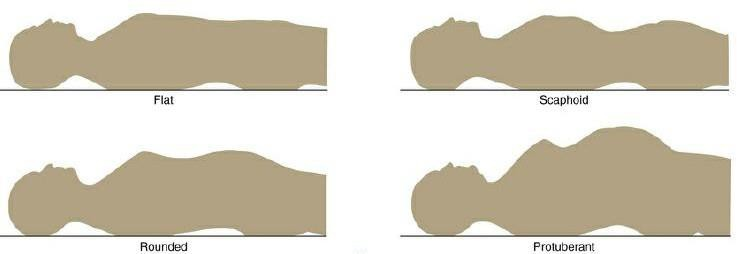 Flat
Scaphoid
Rounded
Protuberant